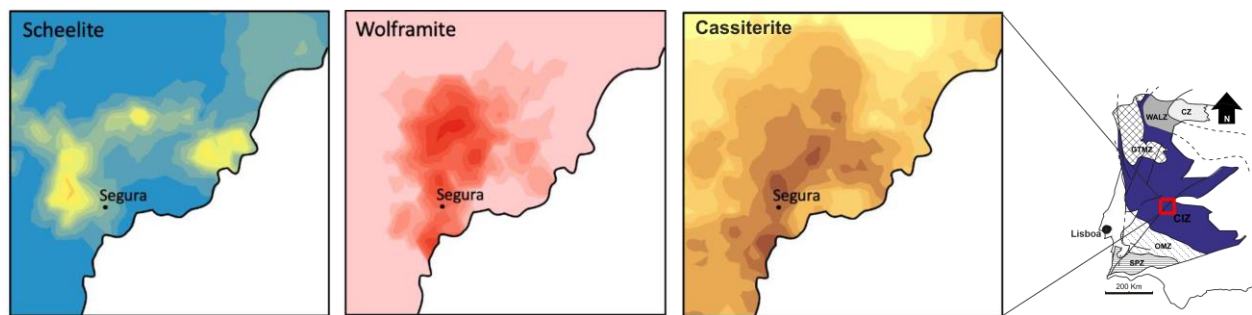 Scheelite
Segura
Wolframite
Segura
Cassiterite
Segura
N
WALZ
CZ
GTMZ
CIZ
Lisboa
OMZ
SPZ
200 Km